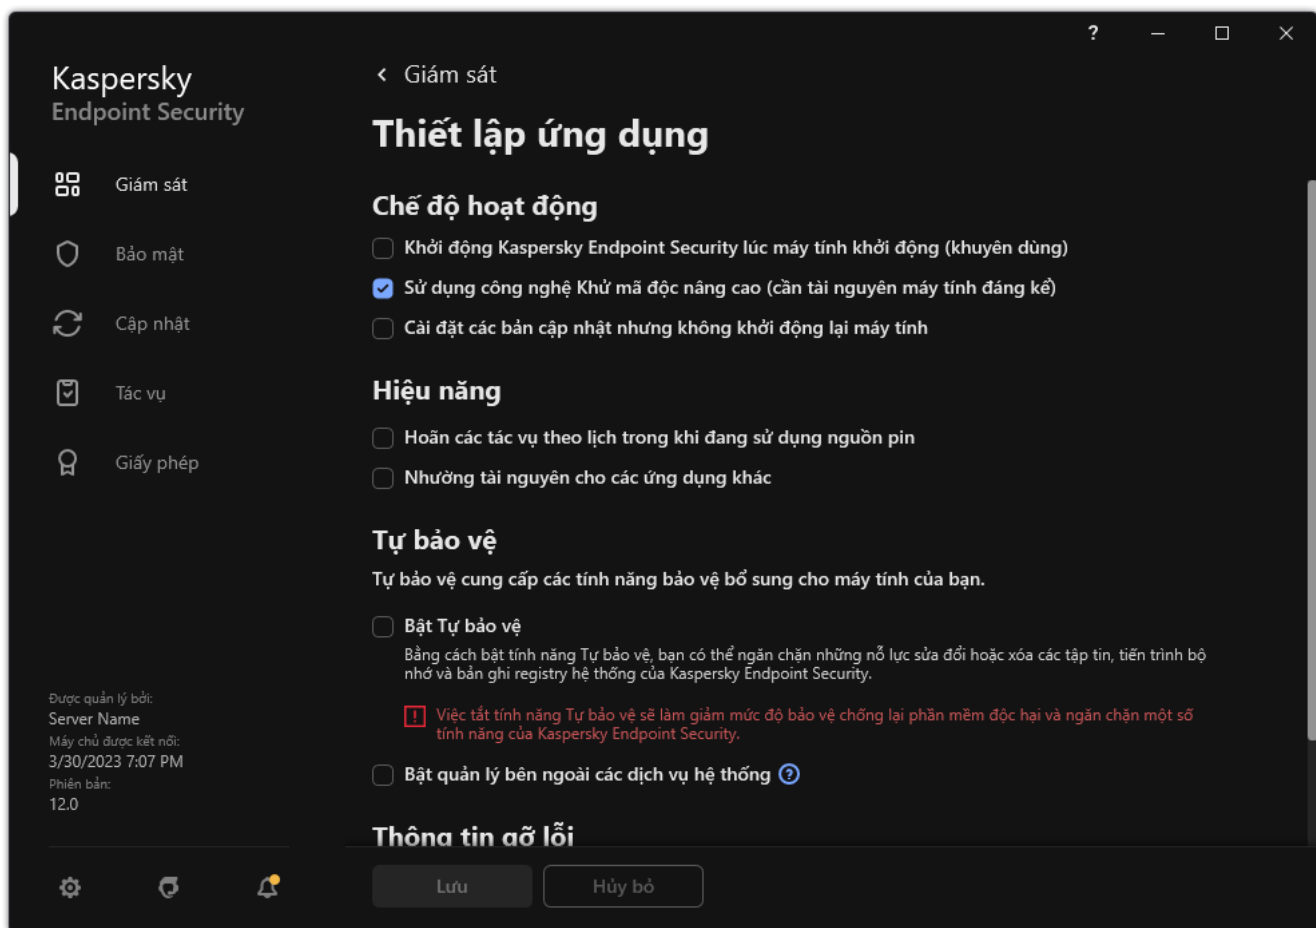 ?
Kaspersky
Endpoint Security
Giám sát
Bảo mật
Cập nhật
Tác vụ
Giấy phép
Được quản lý bởi:
Server Name
Máy chủ được kết nối:
3/30/2023 7:07 PM
Phiên bản:
12.0
Giám sát
Thiết lập ứng dụng
Chế độ hoạt động
Khởi động Kaspersky Endpoint Security lúc máy tính khởi động (khuyên dùng)
Sử dụng công nghệ Khử mã độc nâng cao (cần tài nguyên máy tính đáng kể)
Cài đặt các bản cập nhật nhưng không khởi động lại máy tính
Hiệu năng
Hoãn các tác vụ theo lịch trong khi đang sử dụng nguồn pin
Nhường tài nguyên cho các ứng dụng khác
Tự bảo vệ
Tự bảo vệ cung cấp các tính năng bảo vệ bổ sung cho máy tính của bạn.
Bật Tự bảo vệ
Bằng cách bật tính năng Tự bảo vệ, bạn có thể ngăn chặn những nỗ lực sửa đổi hoặc xóa các tập tin, tiến trình bộ
nhớ và bản ghi registry hệ thống của Kaspersky Endpoint Security.
Việc tắt tính năng Tự bảo vệ sẽ làm giảm mức độ bảo vệ chống lại phần mềm độc hại và ngăn chặn một số
tính năng của Kaspersky Endpoint Security.
Bật quản lý bên ngoài các dịch vụ hệ thống ?
Thông tin gỡ lỗi
Lưu
Hủy bỏ